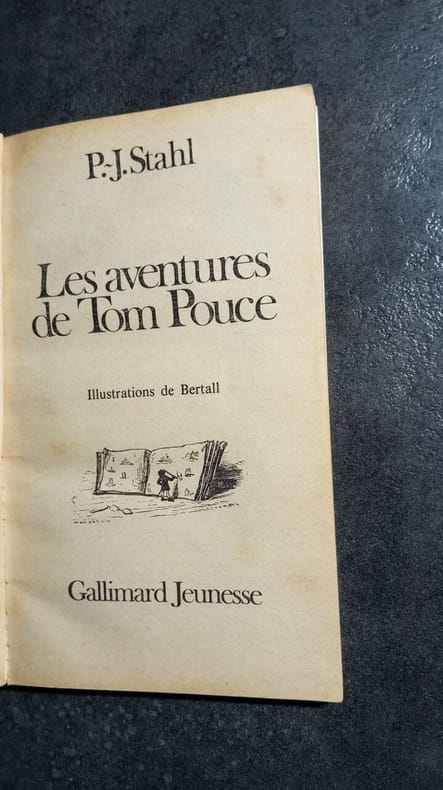 P.-J. Stahl
Les aventures
de Tom Pouce
Illustrations de Bertall
Gallimard Jeunesse